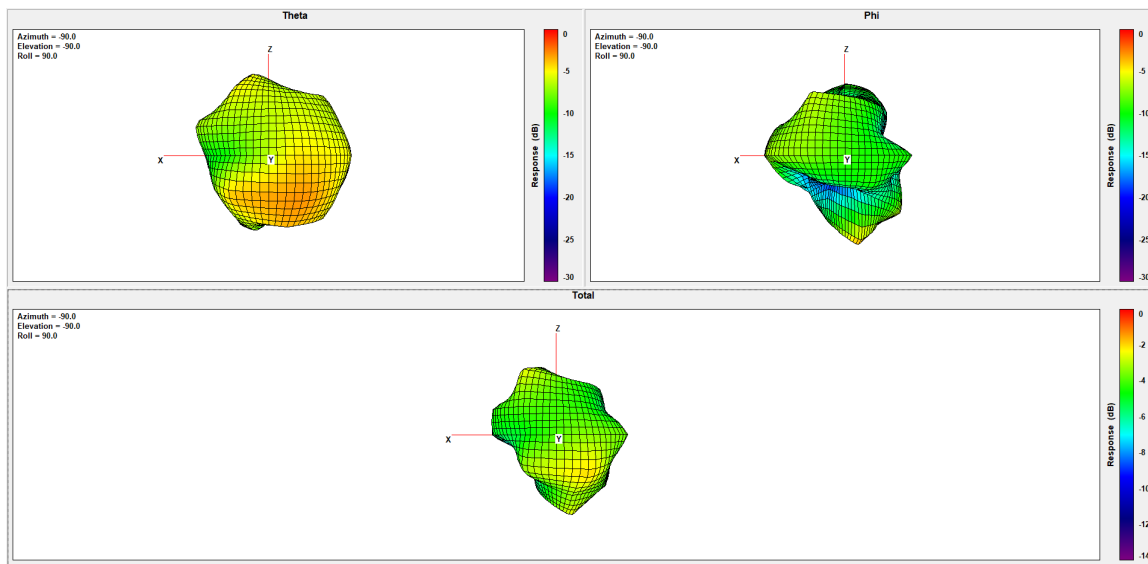 Theta
Azimuth = -90.0
Elevation = -90.0
Roll = 90.0
Z
X
Y
0
-5
-10
-15
-20
-25
-30
Response (dB)
Phi
Azimuth = -90.0
Elevation = -90.0
Roll = 90.0
Z
X
Y
0
-5
-10
-15
-20
-25
-30
Response (dB)
Total
Azimuth = -90.0
Elevation = -90.0
Roll = 90.0
Z
X
Y
0
-2
-4
-6
-8
-10
-12
-14
Response (dB)